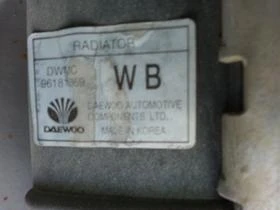 RADIATOR
DWMC
96181369
WB
DAEWOO AUTOMOTIVE
COMPONENTS LTD.,
DAEWOO
MADE IN KOREA